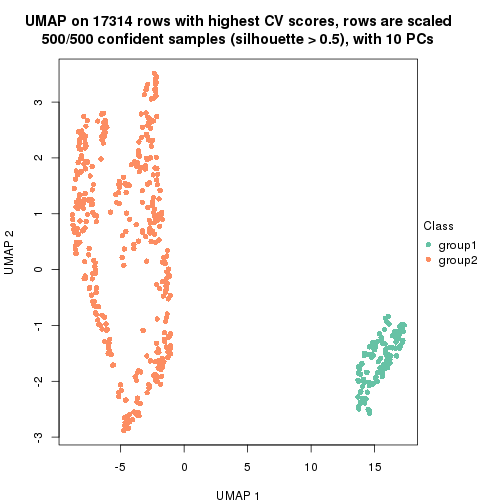 UMAP on 17314 rows with highest CV scores, rows are scaled
500/500 confident samples (silhouette > 0.5), with 10 PCs
3
2
1
0
-1
-2
-3
UMAP 2
-5
0
5
10
15
UMAP 1
Class
group1
group2